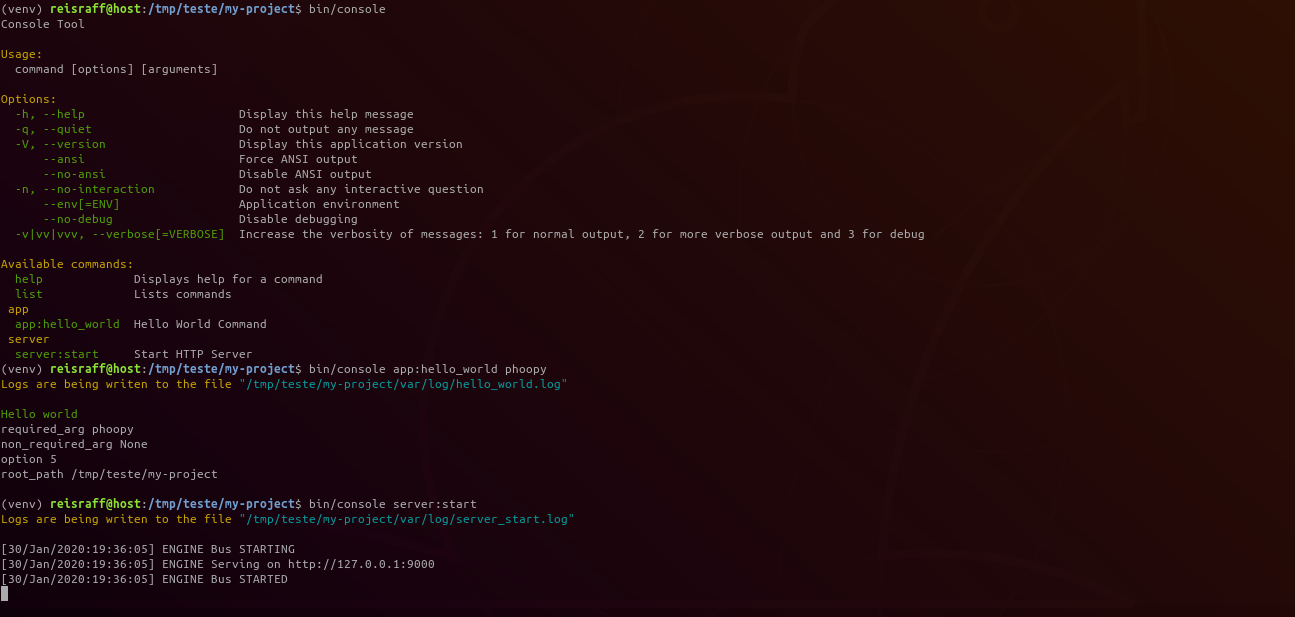 (venv) reisraff@host:/tmp/teste/my-project$ bin/console
Console Tool
Usage:
  command [options] [arguments]
Options:
  -h, --help                      Display this help message
  -q, --quiet                     Do not output any message
  -V, --version                   Display this application version
      --ansi                      Force ANSI output
      --no-ansi                   Disable ANSI output
  -n, --no-interaction            Do not ask any interactive question
      --env[=ENV]                 Application environment
      --no-debug                  Disable debugging
  -v|vv|vvv, --verbose[=VERBOSE]  Increase the verbosity of messages: 1 for normal output, 2 for more verbose output and 3 for debug
Available commands:
  help             Displays help for a command
  list             Lists commands
 app
  app:hello_world  Hello World Command
 server
  server:start     Start HTTP Server
(venv) reisraff@host:/tmp/teste/my-project$ bin/console app:hello_world phoopy
Logs are being writen to the file "/tmp/teste/my-project/var/log/hello_world.log"
Hello world
required_arg phoopy
non_required_arg None
option 5
root_path /tmp/teste/my-project
(venv) reisraff@host:/tmp/teste/my-project$ bin/console server:start
Logs are being writen to the file "/tmp/teste/my-project/var/log/server_start.log"
[30/Jan/2020:19:36:05] ENGINE Bus STARTING
[30/Jan/2020:19:36:05] ENGINE Serving on http://127.0.0.1:9000
[30/Jan/2020:19:36:05] ENGINE Bus STARTED